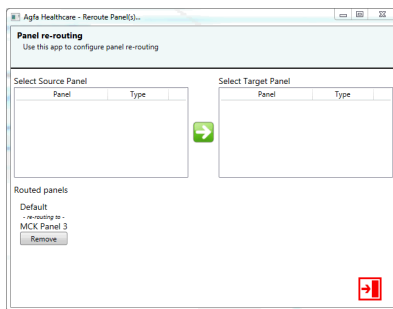 Agfa Healthcare - Reroute Panel(s)...
Panel re-routing
Use this app to configure panel re-routing
Select Source Panel
Select Target Panel
Panel Type
Panel Type
Routed panels
Default
- re-routing to -
MCK Panel 3
Remove